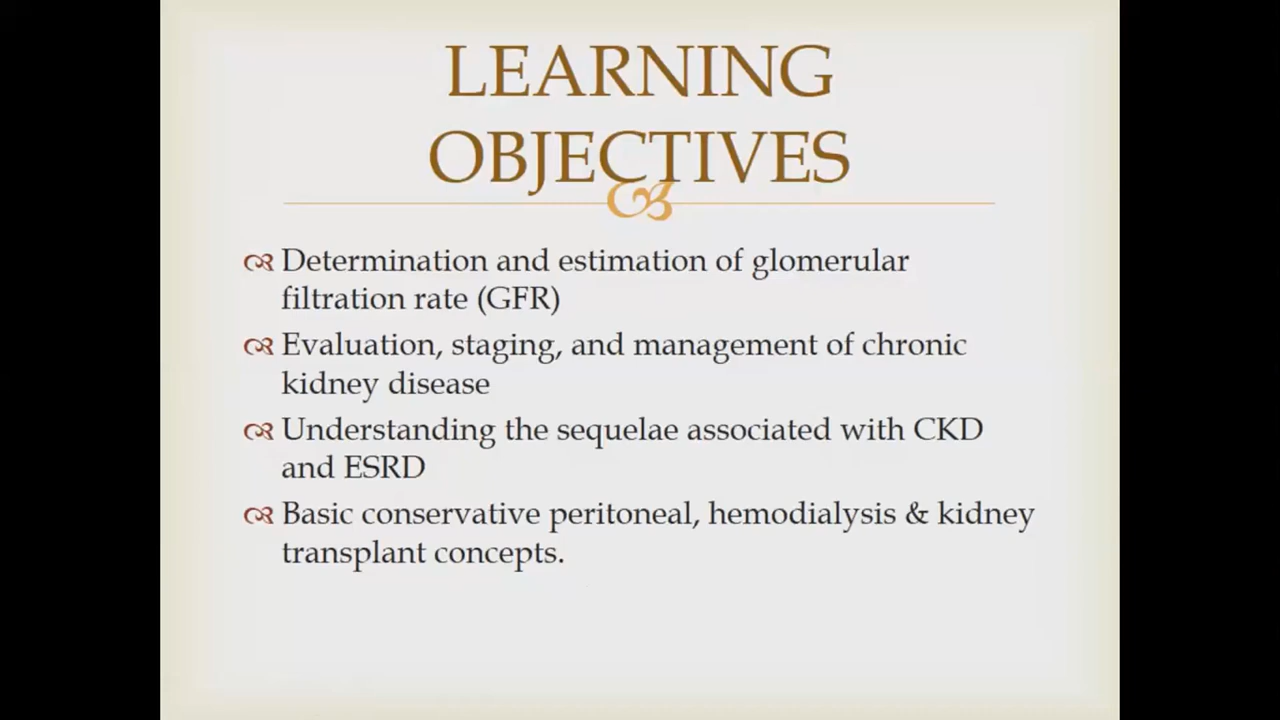 LEARNING
OBJECTIVES
Determination and estimation of glomerular
filtration rate (GFR)
Evaluation, staging, and management of chronic
kidney disease
Understanding the sequelae associated with CKD
and ESRD
Basic conservative peritoneal, hemodialysis & kidney
transplant concepts.